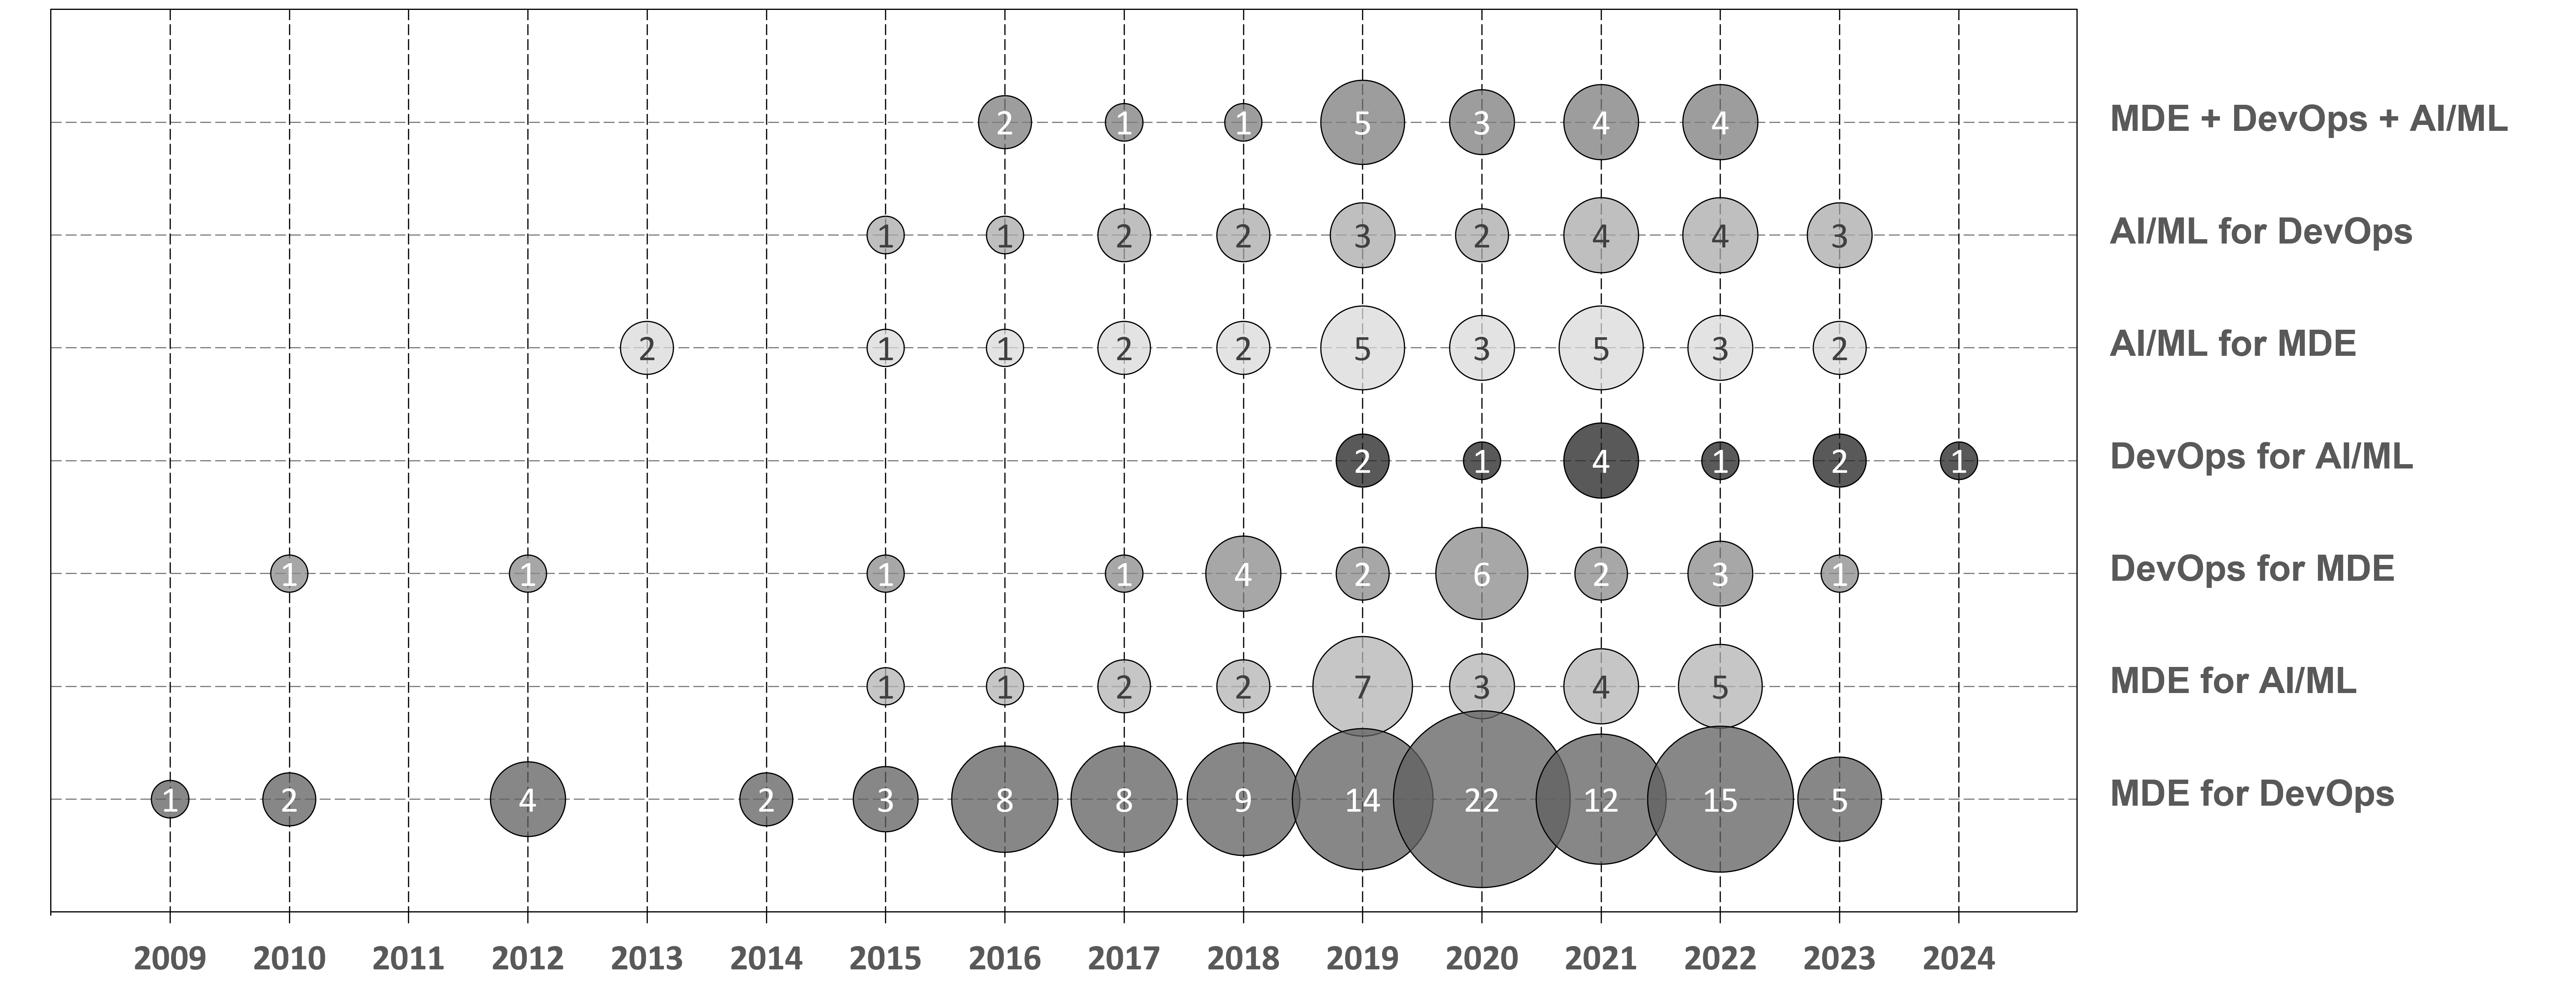 2 1 1 5 3 4 4 MDE + DevOps + AI/ML
1 1 2 2 3 2 4 4 3 AI/ML for DevOps
2 1 1 2 2 5 3 5 3 2 AI/ML for MDE
2 1 4 1 2 1 DevOps for AI/ML
1 1 1 1 4 2 6 2 3 1 DevOps for MDE
1 1 2 2 7 3 4 5 MDE for AI/ML
1 2 4 2 3 8 8 9 14 22 12 15 5 MDE for DevOps
2009 2010 2011 2012 2013 2014 2015 2016 2017 2018 2019 2020 2021 2022 2023 2024